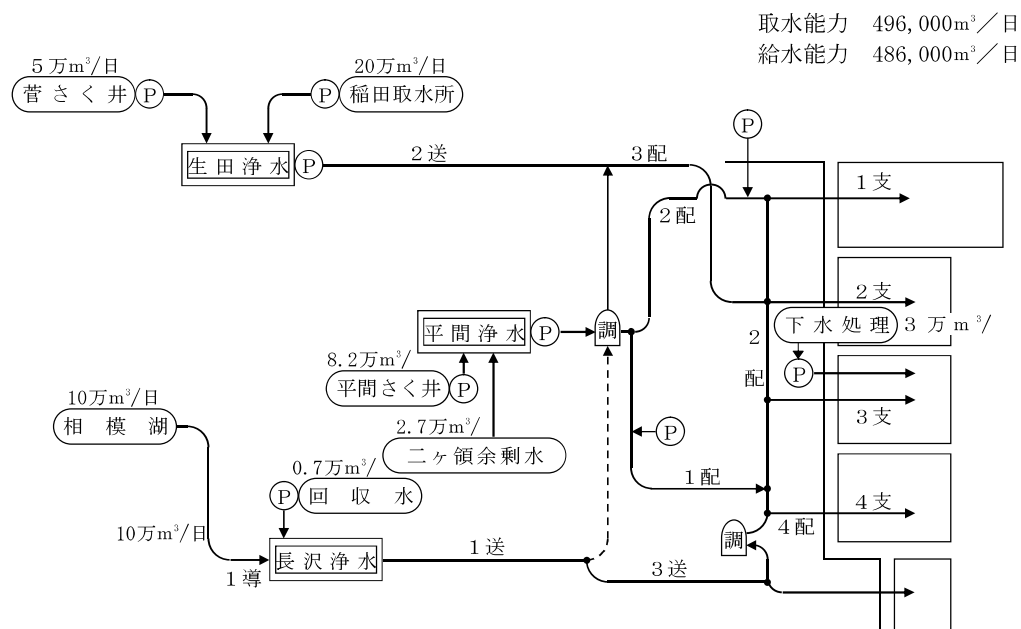 取水能力 496,000m³／日
給水能力 486,000m³／日
５万m³/日
菅さく井
P
20万m³/日
P
稲田取水所
生田浄水
P
２送
３配
P
１支
２配
２支
下水処理
３万m³/
P
２
配
３支
平間浄水
P
調
8.2万m³/
平間さく井
P
2.7万m³/
二ヶ領余剰水
P
１配
10万m³/日
相模湖
0.7万m³/
P
回収水
10万m³/日
１導
長沢浄水
１送
３送
調
４配
４支